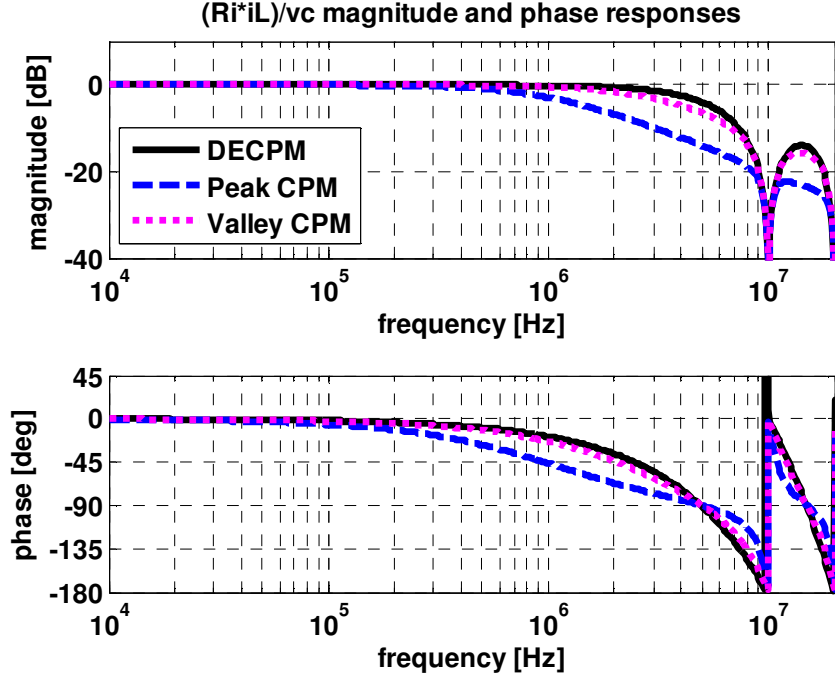 (Ri*iL)/vc magnitude and phase responses
magnitude [dB]
0
-20
-40
DECPM
Peak CPM
Valley CPM
10^4 10^5 10^6 10^7
frequency [Hz]
phase [deg]
45
0
-45
-90
-135
-180
10^4 10^5 10^6 10^7
frequency [Hz]